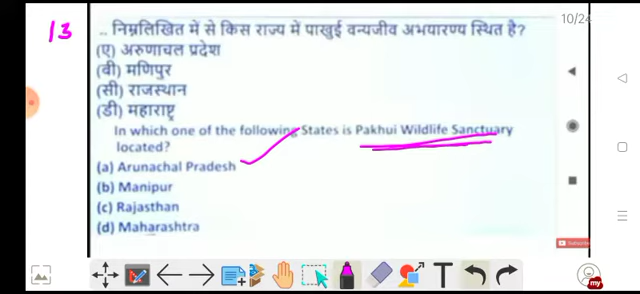 13
10/24
.. निम्नलिखित में से किस राज्य में पाखुई वन्यजीव अभयारण्य स्थित है?
(ए) अरुणाचल प्रदेश
(बी) मणिपुर
(सी) राजस्थान
(डी) महाराष्ट्र
In which one of the following States is Pakhui Wildlife Sanctuary
located?
(a) Arunachal Pradesh
(b) Manipur
(c) Rajasthan
(d) Maharashtra
T
my